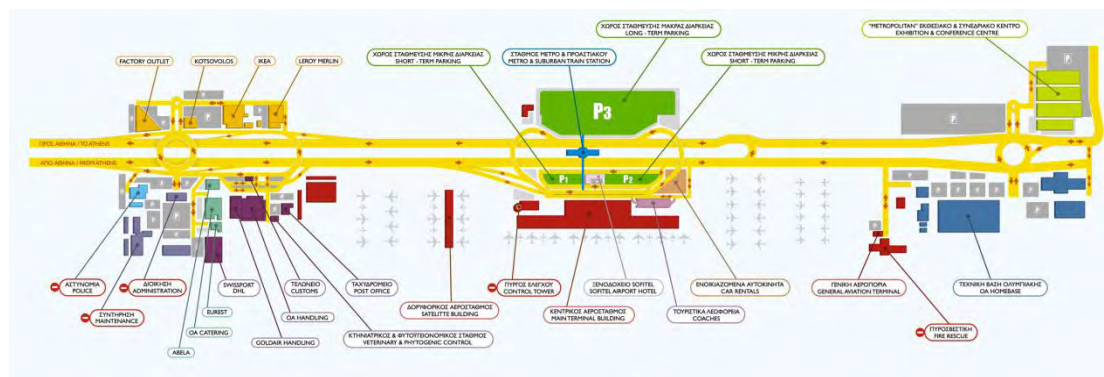 "METROPOLITAN" ΕΚΘΕΣΙΑΚΟ & ΣΥΝΕΔΡΙΑΚΟ ΚΕΝΤΡΟ
EXHIBITION & CONFERENCE CENTRE
ΧΩΡΟΣ ΣΤΑΘΜΕΥΣΗΣ ΜΑΚΡΑΣ ΔΙΑΡΚΕΙΑΣ
LONG - TERM PARKING
FACTORY OUTLET
KOTSOVOLOS
IKEA
LEROY MERLIN
ΧΩΡΟΣ ΣΤΑΘΜΕΥΣΗΣ ΜΙΚΡΗΣ ΔΙΑΡΚΕΙΑΣ
SHORT - TERM PARKING
ΣΤΑΘΜΟΣ ΜΕΤΡΟ & ΠΡΟΑΣΤΙΑΚΟΥ
METRO & SUBURBAN TRAIN STATION
ΧΩΡΟΣ ΣΤΑΘΜΕΥΣΗΣ ΜΙΚΡΗΣ ΔΙΑΡΚΕΙΑΣ
SHORT - TERM PARKING
P3
P
P
ΠΡΟΣ ΑΘΗΝΑ / TO ATHENS
ΑΠΟ ΑΘΗΝΑ / FROM ATHENS
P1
P2
ΑΣΤΥΝΟΜΙΑ
POLICE
ΔΙΟΙΚΗΣΗ
ADMINISTRATION
SWISSPORT
DHL
ΤΕΛΩΝΕΙΟ
CUSTOMS
ΤΑΧΥΔΡΟΜΕΙΟ
POST OFFICE
ΔΟΡΥΦΟΡΙΚΟΣ ΑΕΡΟΣΤΑΘΜΟΣ
SATELITTE BUILDING
ΠΥΡΓΟΣ ΕΛΕΓΧΟΥ
CONTROL TOWER
ΞΕΝΟΔΟΧΕΙΟ SOFITEL
SOFITEL AIRPORT HOTEL
ΕΝΟΙΚΙΑΖΟΜΕΝΑ ΑΥΤΟΚΙΝΗΤΑ
CAR RENTALS
ΓΕΝΙΚΗ ΑΕΡΟΠΟΡΙΑ
GENERAL AVIATION TERMINAL
ΤΕΧΝΙΚΗ ΒΑΣΗ ΟΛΥΜΠΙΑΚΗΣ
OA HOMEBASE
ΣΥΝΤΗΡΗΣΗ
MAINTENANCE
EUREST
OA HANDLING
ΚΕΝΤΡΙΚΟΣ ΑΕΡΟΣΤΑΘΜΟΣ
MAIN TERMINAL BUILDING
ΤΟΥΡΙΣΤΙΚΑ ΛΕΩΦΟΡΕΙΑ
COACHES
ΠΥΡΟΣΒΕΣΤΙΚΗ
FIRE RESCUE
OA CATERING
GOLDAIR HANDLING
ΚΤΗΝΙΑΤΡΙΚΟΣ & ΦΥΤΟΫΓΕΙΟΝΟΜΙΚΟΣ ΣΤΑΘΜΟΣ
VETERINARY & PHYTOGENIC CONTROL
ABELA